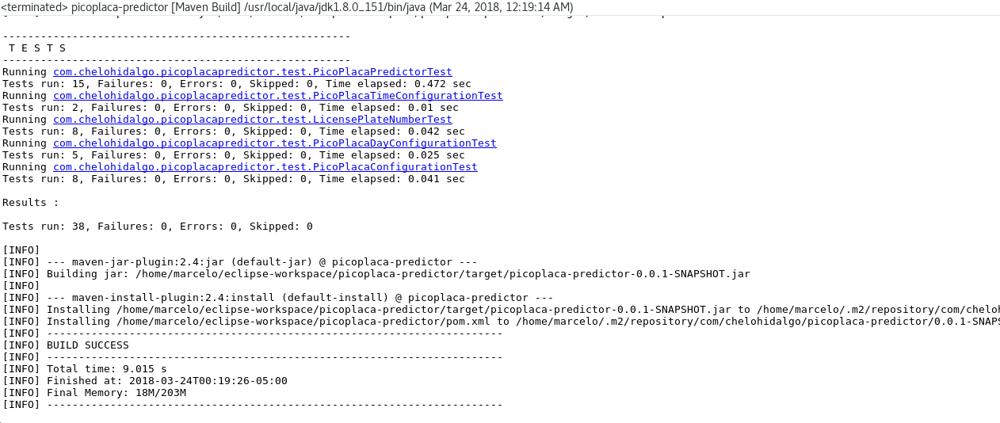 <terminated> picoplaca-predictor [Maven Build] /usr/local/java/jdk1.8.0_151/bin/java (Mar 24, 2018, 12:19:14 AM)
-------------------------------------------------------
 T E S T S
-------------------------------------------------------
Running com.chelohidalgo.picoplacapredictor.test.PicoPlacaPredictorTest
Tests run: 15, Failures: 0, Errors: 0, Skipped: 0, Time elapsed: 0.472 sec
Running com.chelohidalgo.picoplacapredictor.test.PicoPlacaTimeConfigurationTest
Tests run: 2, Failures: 0, Errors: 0, Skipped: 0, Time elapsed: 0.01 sec
Running com.chelohidalgo.picoplacapredictor.test.LicensePlateNumberTest
Tests run: 8, Failures: 0, Errors: 0, Skipped: 0, Time elapsed: 0.042 sec
Running com.chelohidalgo.picoplacapredictor.test.PicoPlacaDayConfigurationTest
Tests run: 5, Failures: 0, Errors: 0, Skipped: 0, Time elapsed: 0.025 sec
Running com.chelohidalgo.picoplacapredictor.test.PicoPlacaConfigurationTest
Tests run: 8, Failures: 0, Errors: 0, Skipped: 0, Time elapsed: 0.041 sec
Results :
Tests run: 38, Failures: 0, Errors: 0, Skipped: 0
[INFO]
[INFO] --- maven-jar-plugin:2.4:jar (default-jar) @ picoplaca-predictor ---
[INFO] Building jar: /home/marcelo/eclipse-workspace/picoplaca-predictor/target/picoplaca-predictor-0.0.1-SNAPSHOT.jar
[INFO]
[INFO] --- maven-install-plugin:2.4:install (default-install) @ picoplaca-predictor ---
[INFO] Installing /home/marcelo/eclipse-workspace/picoplaca-predictor/target/picoplaca-predictor-0.0.1-SNAPSHOT.jar to /home/marcelo/.m2/repository/com/cheloh
[INFO] Installing /home/marcelo/eclipse-workspace/picoplaca-predictor/pom.xml to /home/marcelo/.m2/repository/com/chelohidalgo/picoplaca-predictor/0.0.1-SNAPS
[INFO] ------------------------------------------------------------------------
[INFO] BUILD SUCCESS
[INFO] ------------------------------------------------------------------------
[INFO] Total time: 9.015 s
[INFO] Finished at: 2018-03-24T00:19:26-05:00
[INFO] Final Memory: 18M/203M
[INFO] ------------------------------------------------------------------------